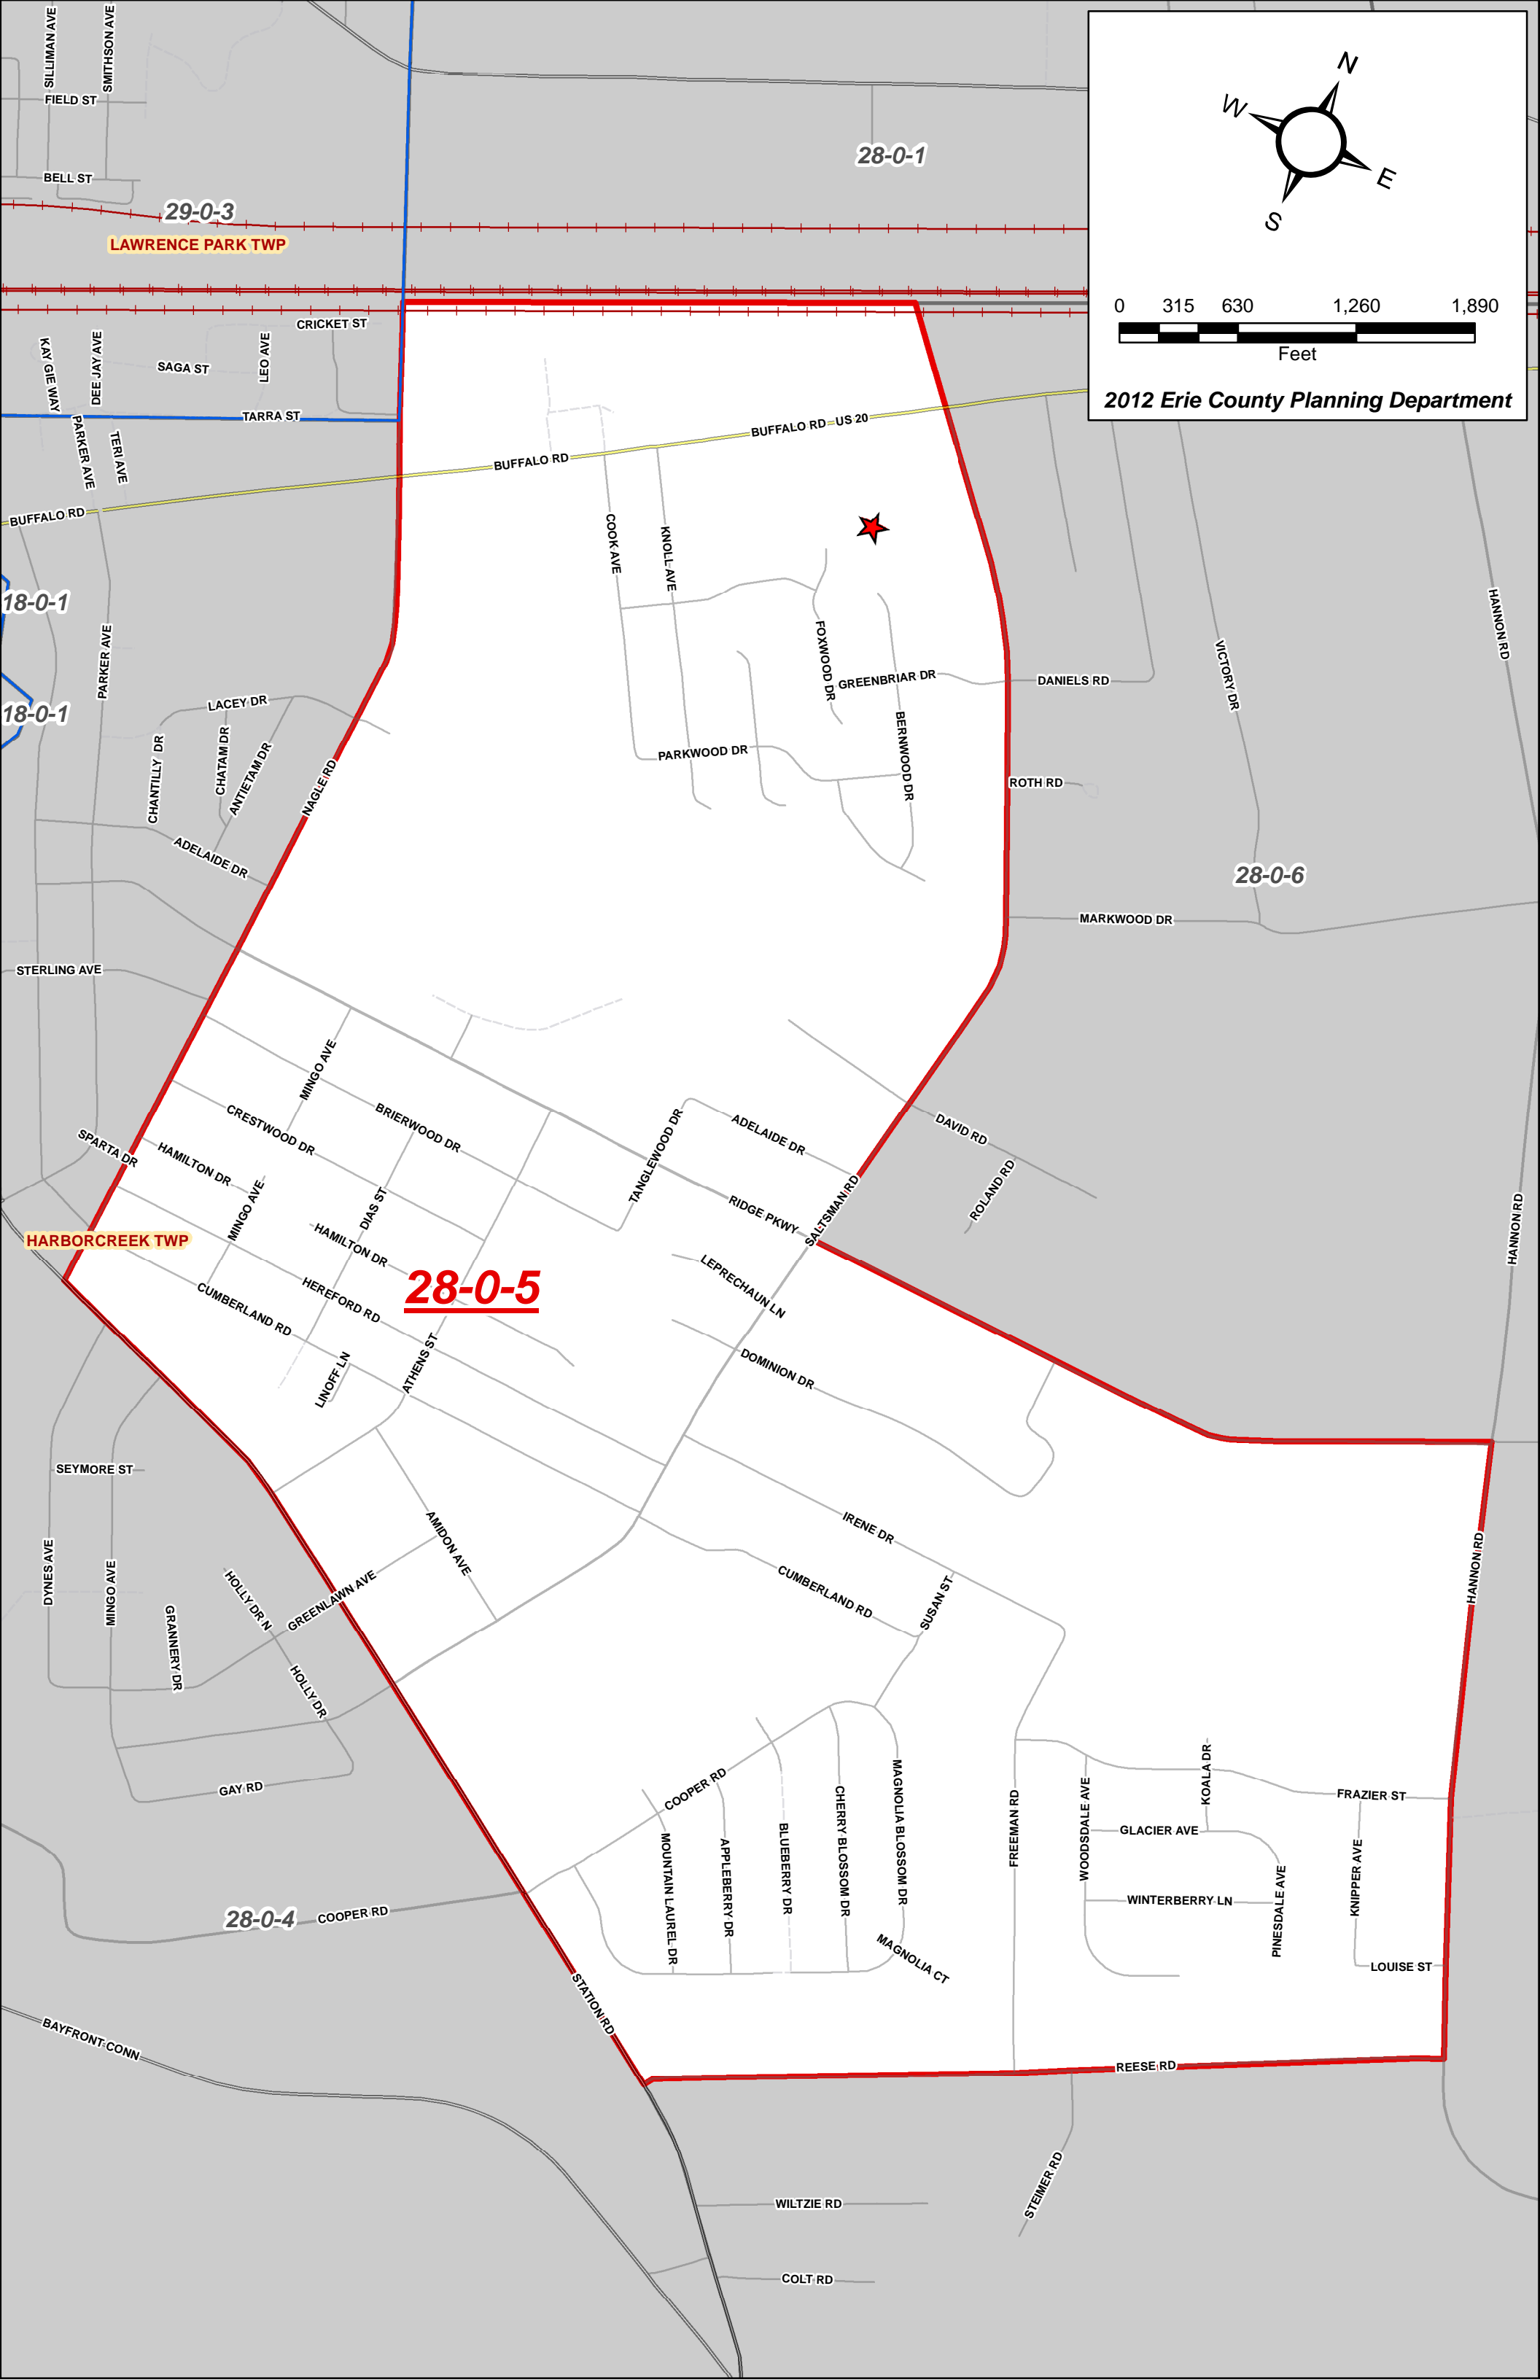 SILLIMAN AVE
SMITHSON AVE
FIELD ST
BELL ST
29-0-3
LAWRENCE PARK TWP
28-0-1
N
W
E
S
0 315 630 1,260 1,890
Feet
2012 Erie County Planning Department
CRICKET ST
KAY GIE WAY
DEE JAY AVE
SAGA ST
LEO AVE
TARRA ST
PARKER AVE
TERI AVE
BUFFALO RD
BUFFALO RD
BUFFALO RD US 20
COOK AVE
KNOLL AVE
18-0-1
PARKER AVE
FOXWOOD DR
GREENBRIAR DR
DANIELS RD
VICTORY DR
HANNON RD
18-0-1
LACEY DR
CHANTILLY DR
CHATAM DR
ANTIETAM DR
NAGLE RD
BERNWOOD DR
PARKWOOD DR
ROTH RD
ADELAIDE DR
28-0-6
MARKWOOD DR
STERLING AVE
MINGO AVE
CRESTWOOD DR
BRIERWOOD DR
TANGLEWOOD DR
ADELAIDE DR
DAVID RD
ROLAND RD
SPARTA DR
HAMILTON DR
MINGO AVE
DIAS ST
RIDGE PKWY
SALTSMAN RD
HANNON RD
HARBORCREEK TWP
HAMILTON DR
28-0-5
LEPRECHAUN LN
HEREFORD RD
CUMBERLAND RD
LINOFF LN
ATHENS ST
DOMINION DR
SEYMORE ST
AMIDON AVE
IRENE DR
DYNES AVE
MINGO AVE
GRANNERY DR
HOLLY DR N
GREENLAWN AVE
CUMBERLAND RD
SUSAN ST
HANNON RD
HOLLY DR
GAY RD
COOPER RD
MOUNTAIN LAUREL DR
APPLEBERRY DR
BLUEBERRY DR
CHERRY BLOSSOM DR
MAGNOLIA BLOSSOM DR
FREEMAN RD
WOODSDALE AVE
KOALA DR
FRAZIER ST
GLACIER AVE
KNIPPER AVE
WINTERBERRY LN
PINESDALE AVE
28-0-4
COOPER RD
MAGNOLIA CT
LOUISE ST
STATION RD
BAYFRONT CONN
REESE RD
STEIMER RD
WILTZIE RD
COLT RD